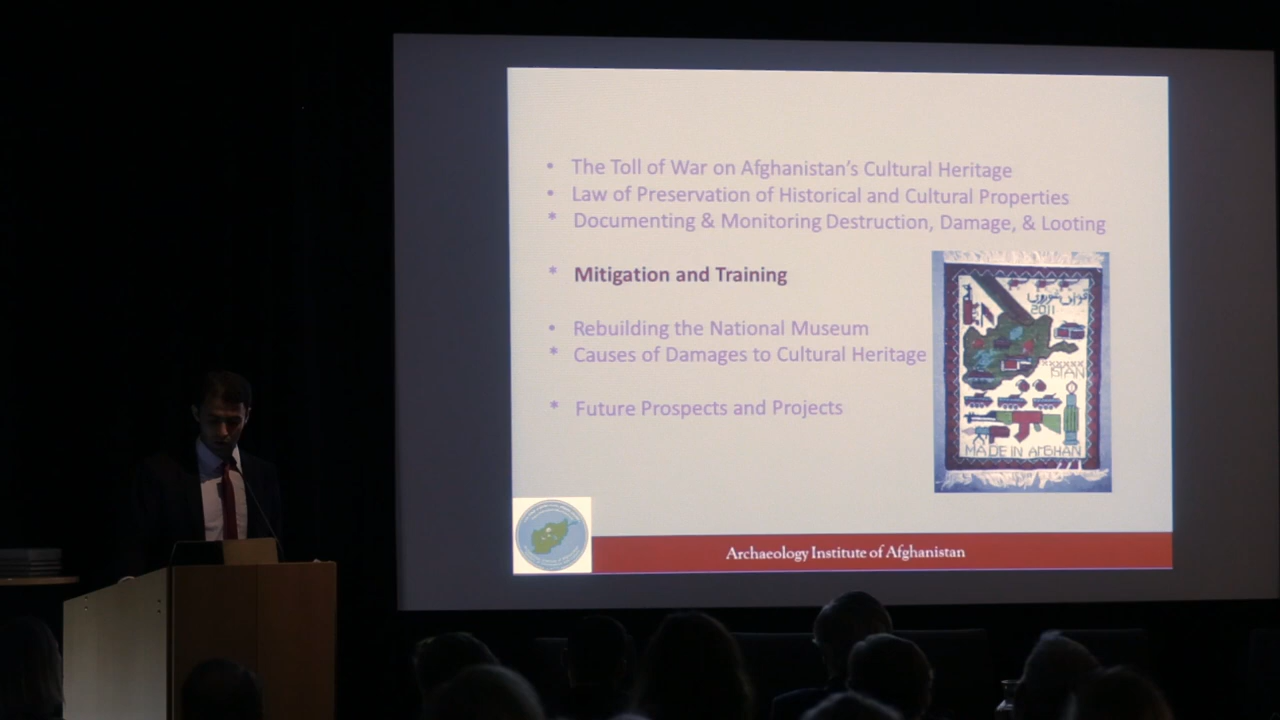 • The Toll of War on Afghanistan's Cultural Heritage
• Law of Preservation of Historical and Cultural Properties
* Documenting & Monitoring Destruction, Damage, & Looting
* Mitigation and Training
• Rebuilding the National Museum
* Causes of Damages to Cultural Heritage
* Future Prospects and Projects
2011
ISTAN
MADE IN AFGHAN
Archaeology Institute of Afghanistan